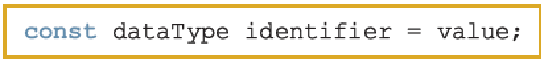 const dataType identifier = value;